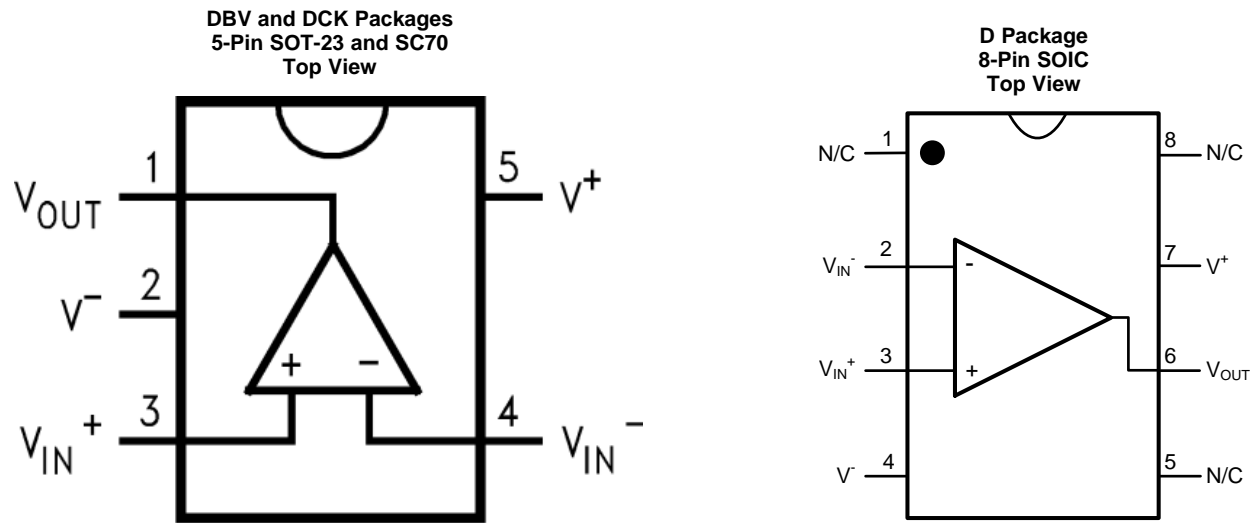 DBV and DCK Packages
5-Pin SOT-23 and SC70
Top View
1
VOUT
5
V+
2
V−
+ −
3
VIN+
4
VIN−
D Package
8-Pin SOIC
Top View
N/C 1
8 N/C
VIN- 2
-
7 V+
VIN+ 3
+
6 VOUT
V- 4
5 N/C